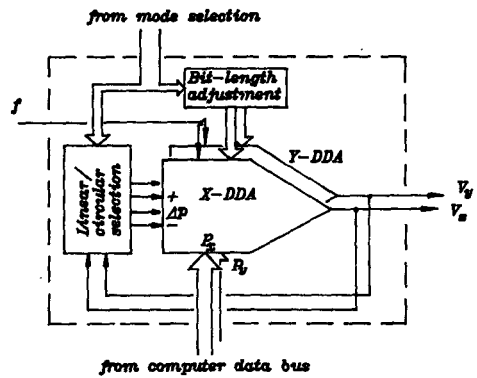 from mode selection
Bit-length
adjustment
f
Y-DDA
Linear/
circular
selection
+
ΔP
-
X-DDA
V_y
V_x
P_x
P_y
from computer data bus